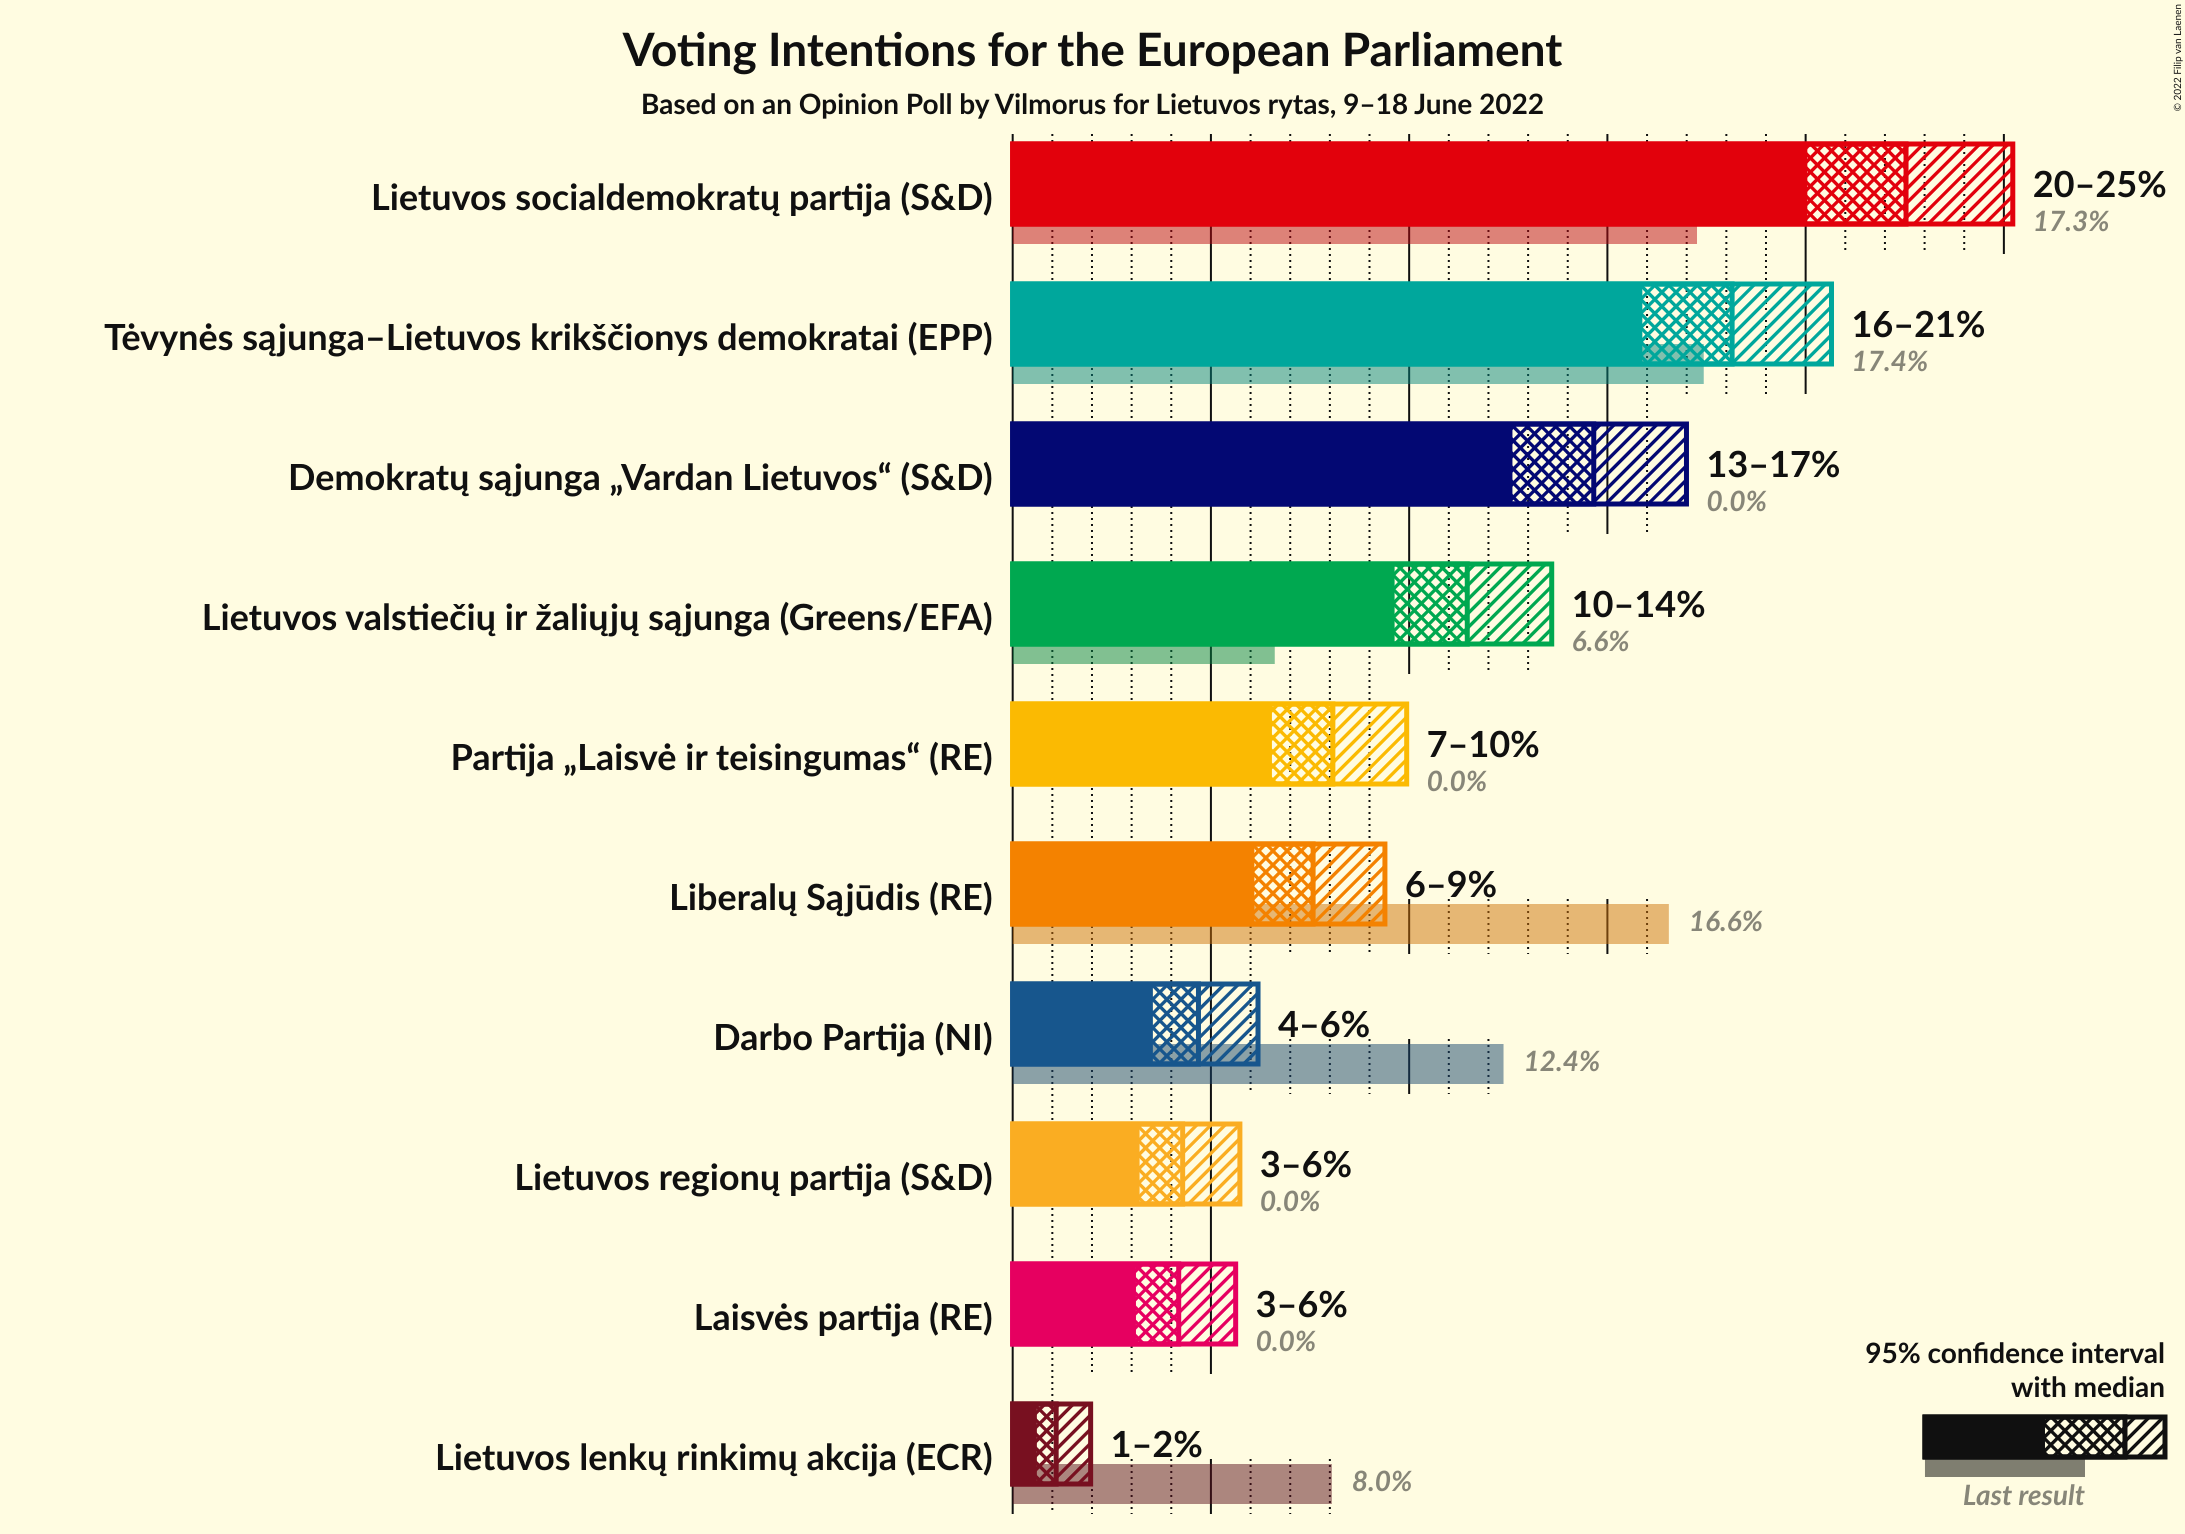 Voting Intentions for the European Parliament
Based on an Opinion Poll by Vilmorus for Lietuvos rytas, 9–18 June 2022
© 2022 Filip van Laenen
Lietuvos socialdemokratų partija (S&D)
20–25%
17.3%
Tėvynės sąjunga–Lietuvos krikščionys demokratai (EPP)
16–21%
17.4%
Demokratų sąjunga „Vardan Lietuvos“ (S&D)
13–17%
0.0%
Lietuvos valstiečių ir žaliųjų sąjunga (Greens/EFA)
10–14%
6.6%
Partija „Laisvė ir teisingumas“ (RE)
7–10%
0.0%
Liberalų Sąjūdis (RE)
6–9%
16.6%
Darbo Partija (NI)
4–6%
12.4%
Lietuvos regionų partija (S&D)
3–6%
0.0%
Laisvės partija (RE)
3–6%
0.0%
Lietuvos lenkų rinkimų akcija (ECR)
1–2%
8.0%
95% confidence interval
with median
Last result